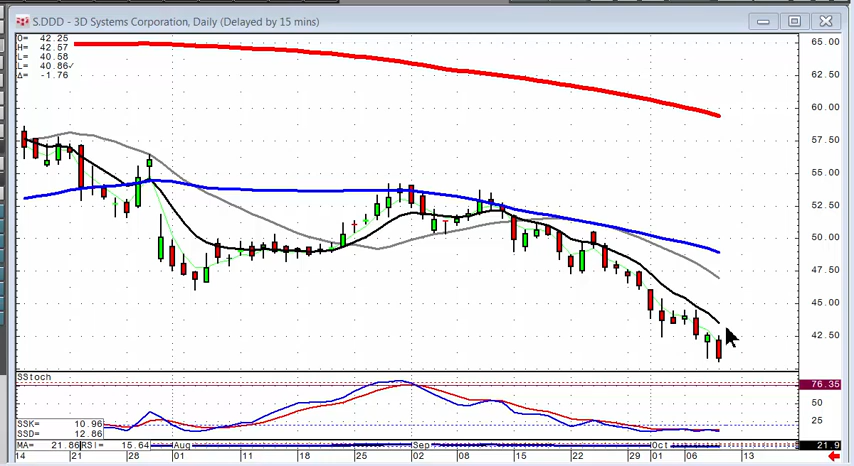 S.DDD - 3D Systems Corporation, Daily (Delayed by 15 mins)
O= 42.25
H= 42.57
L= 40.58
L= 40.86✓
Δ= -1.76
65.00
62.50
60.00
57.50
55.00
52.50
50.00
47.50
45.00
42.50
SStoch
76.35
50
25
SSK= 10.96
SSD= 12.86
MA= 21.86 RSI= 15.64
21.9
14 21 28 01 Aug 11 18 25 02 Sep 08 15 22 29 01 Oct 06 13